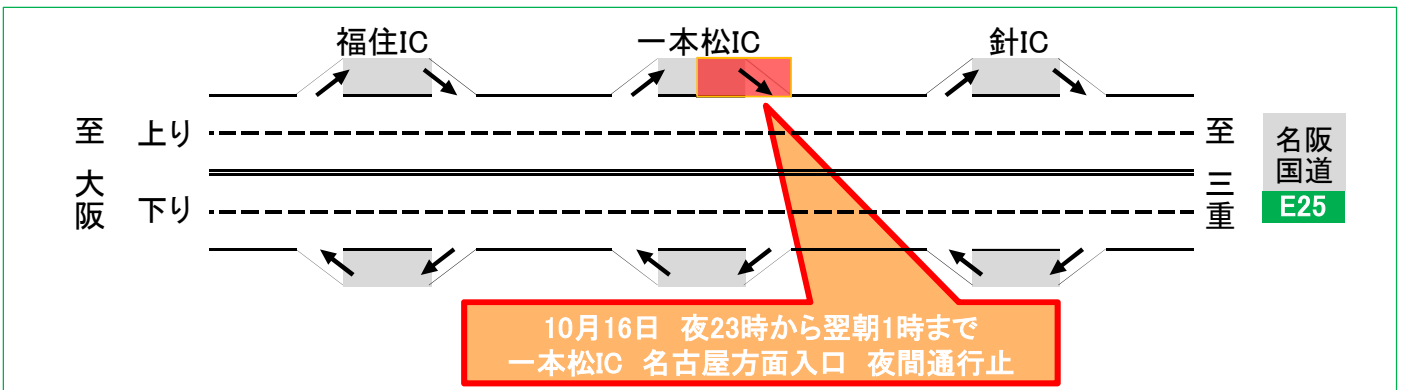 福住IC
一本松IC
針IC
至
大
阪
上り
下り
至
三
重
名阪
国道
E25
10月16日 夜23時から翌朝1時まで
一本松IC 名古屋方面入口 夜間通行止